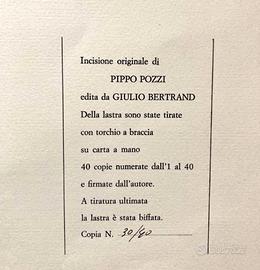 Incisione originale di
PIPPO POZZI
edita da GIULIO BERTRAND
Della lastra sono state tirate
con torchio a braccia
su carta a mano
40 copie numerate dall'1 al 40
e firmate dall'autore.
A tiratura ultimata
la lastra è stata biffata.
Copia N. 30/80
subito